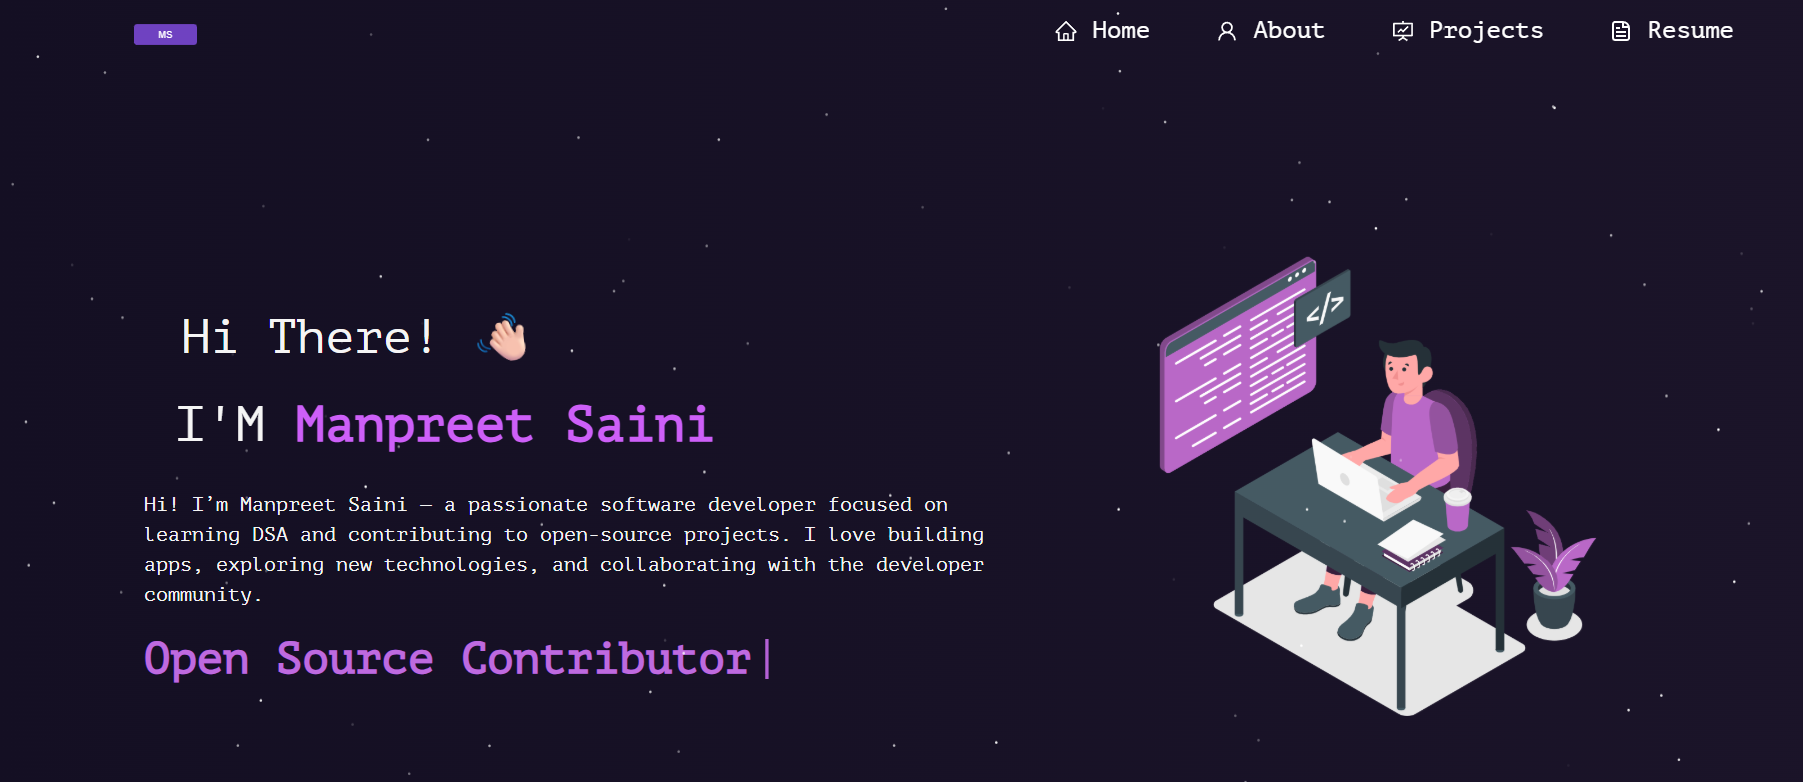 MS
Home
About
Projects
Resume
Hi There! 👋🏻
I'M Manpreet Saini
Hi! I’m Manpreet Saini — a passionate software developer focused on
learning DSA and contributing to open-source projects. I love building
apps, exploring new technologies, and collaborating with the developer
community.
Open Source Contributor|
</>